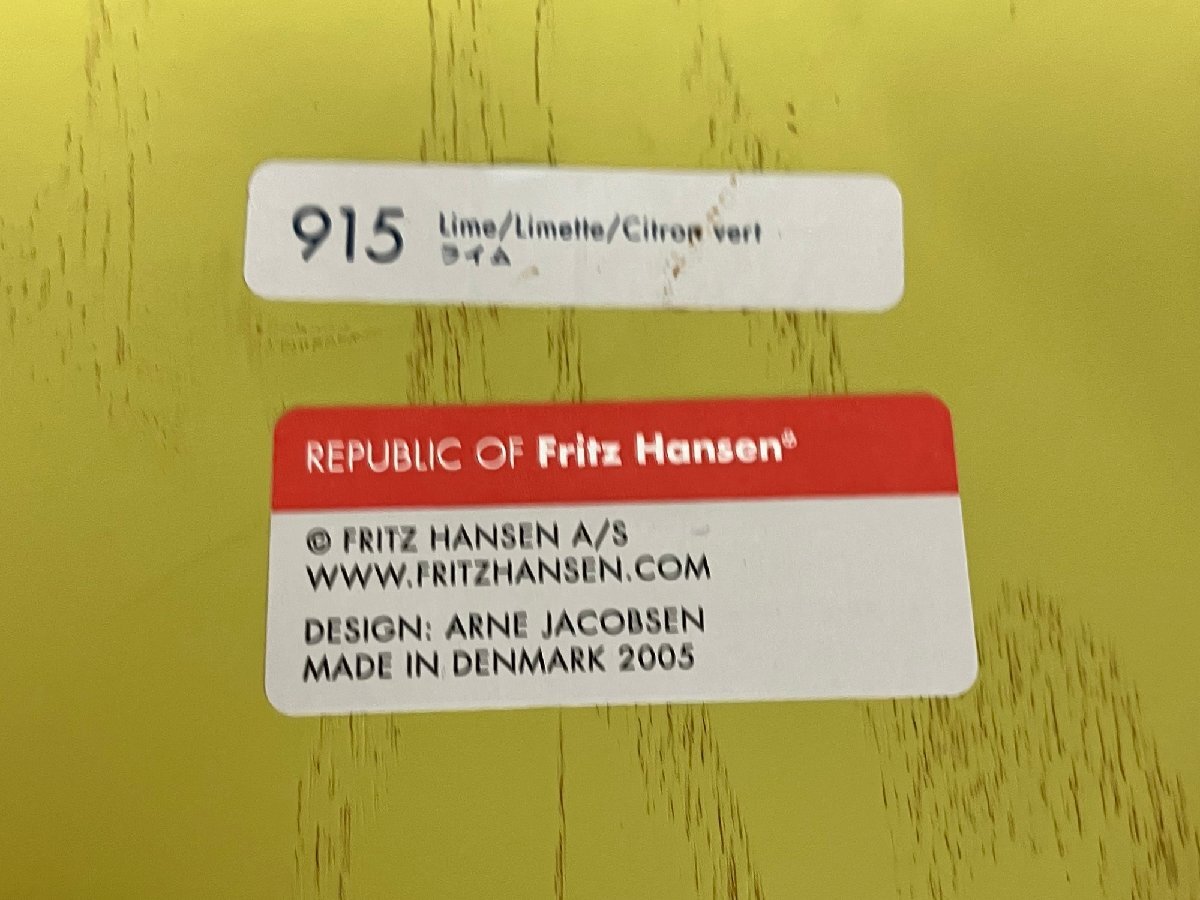 915 Lime/Limette/Citron vert
ライム
REPUBLIC OF Fritz Hansen®
© FRITZ HANSEN A/S
WWW.FRITZHANSEN.COM
DESIGN: ARNE JACOBSEN
MADE IN DENMARK 2005